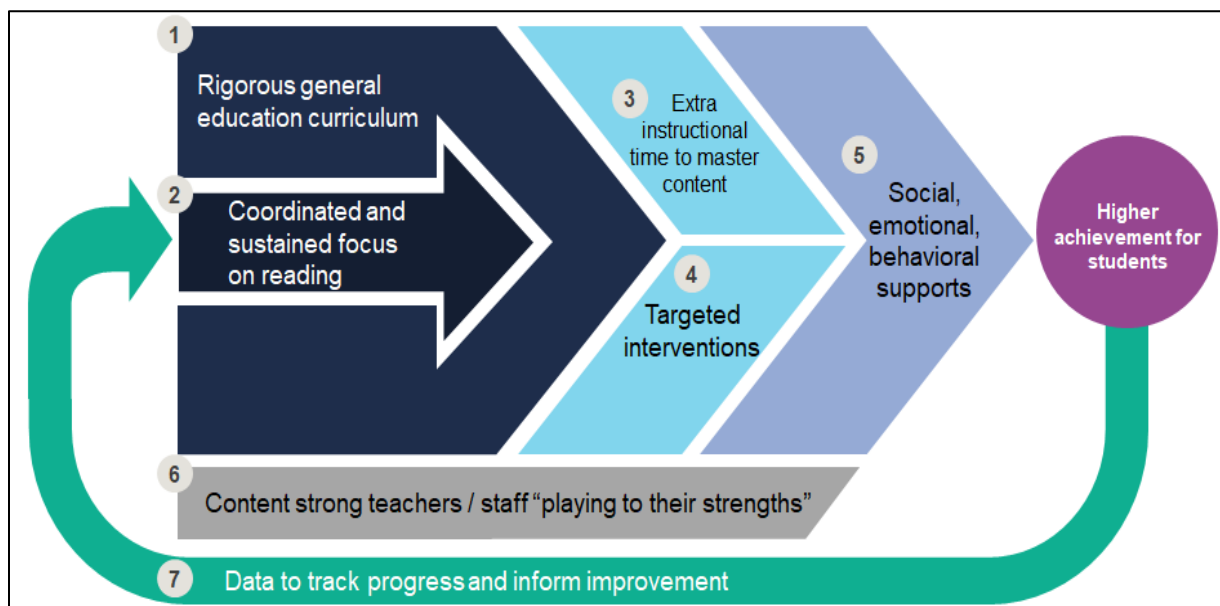 1
Rigorous general
education curriculum
2
Coordinated and
sustained focus
on reading
3
Extra
instructional
time to master
content
4
Targeted
interventions
5
Social,
emotional,
behavioral
supports
Higher
achievement for
students
6
Content strong teachers / staff “playing to their strengths”
7
Data to track progress and inform improvement